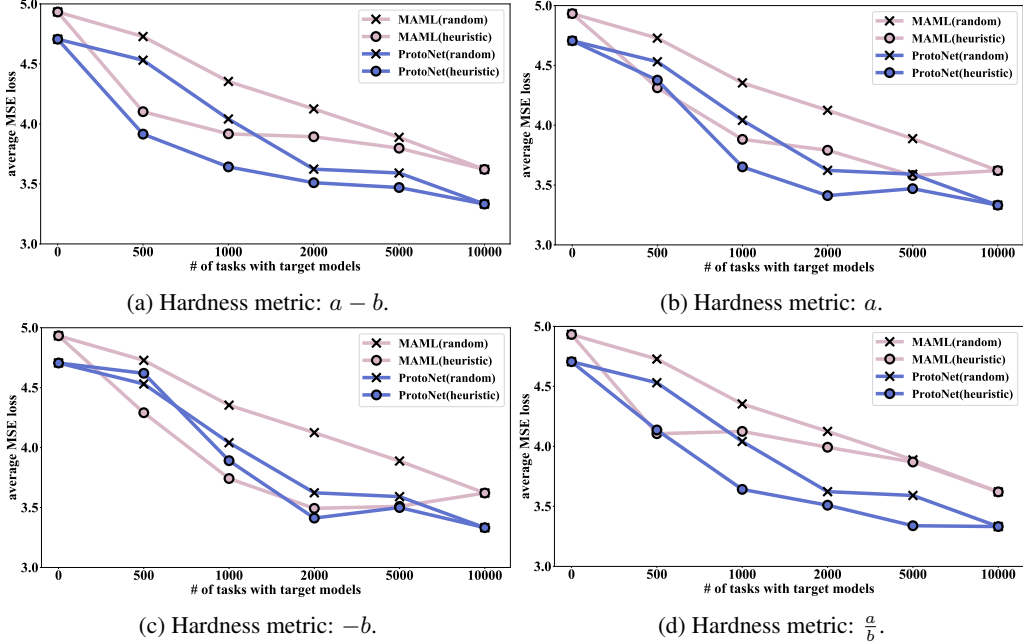 5.0
4.5
4.0
3.5
3.0
average MSE loss
MAML(random)
MAML(heuristic)
ProtoNet(random)
ProtoNet(heuristic)
0 500 1000 2000 5000 10000
# of tasks with target models
(a) Hardness metric: a − b.
5.0
4.5
4.0
3.5
3.0
average MSE loss
MAML(random)
MAML(heuristic)
ProtoNet(random)
ProtoNet(heuristic)
0 500 1000 2000 5000 10000
# of tasks with target models
(b) Hardness metric: a.
5.0
4.5
4.0
3.5
3.0
average MSE loss
MAML(random)
MAML(heuristic)
ProtoNet(random)
ProtoNet(heuristic)
0 500 1000 2000 5000 10000
# of tasks with target models
(c) Hardness metric: −b.
5.0
4.5
4.0
3.5
3.0
average MSE loss
MAML(random)
MAML(heuristic)
ProtoNet(random)
ProtoNet(heuristic)
0 500 1000 2000 5000 10000
# of tasks with target models
(d) Hardness metric: a/b.